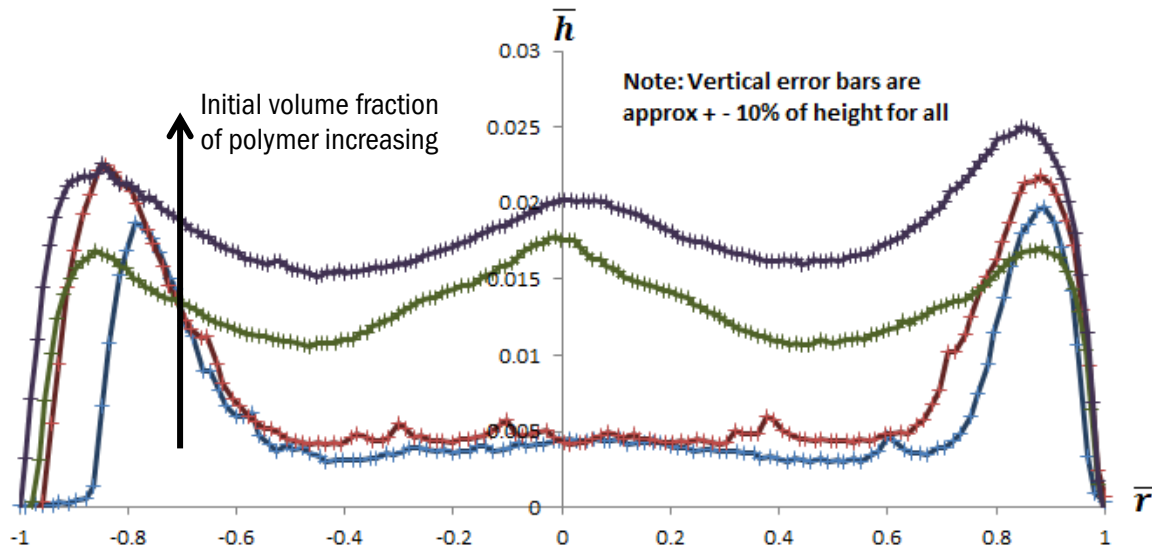 h̅
0.03
Note: Vertical error bars are
approx + - 10% of height for all
Initial volume fraction
of polymer increasing
0.025
0.02
0.015
0.01
0.005
0
r̅
-1 -0.8 -0.6 -0.4 -0.2 0 0.2 0.4 0.6 0.8 1